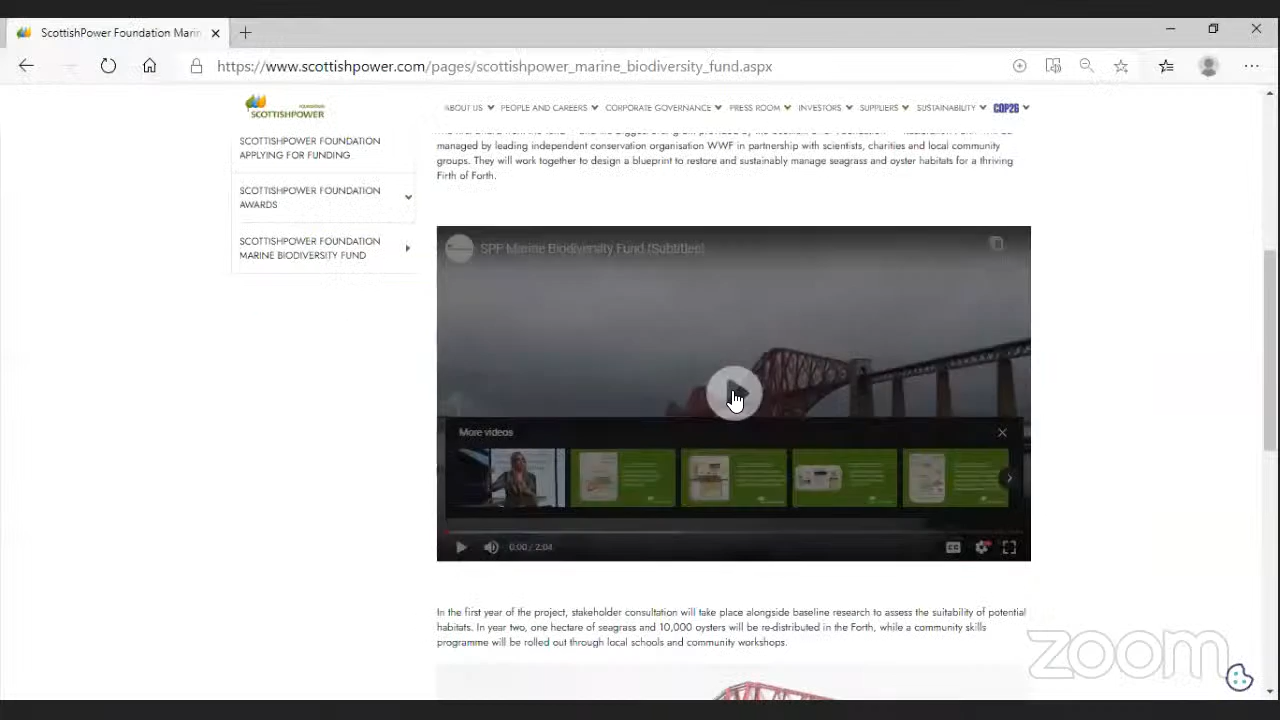 ScottishPower Foundation Marin
https://www.scottishpower.com/pages/scottishpower_marine_biodiversity_fund.aspx
FOUNDATION
SCOTTISHPOWER
ABOUT US
PEOPLE AND CAREERS
CORPORATE GOVERNANCE
PRESS ROOM
INVESTORS
SUPPLIERS
SUSTAINABILITY
COP26
SCOTTISHPOWER FOUNDATION
APPLYING FOR FUNDING
SCOTTISHPOWER FOUNDATION
AWARDS
SCOTTISHPOWER FOUNDATION
MARINE BIODIVERSITY FUND
managed by leading independent conservation organisation WWF in partnership with scientists, charities and local community
groups. They will work together to design a blueprint to restore and sustainably manage seagrass and oyster habitats for a thriving
Firth of Forth.
SPF Marine Biodiversity Fund (Subtitles)
More videos
0:00 / 2:04
CC
In the first year of the project, stakeholder consultation will take place alongside baseline research to assess the suitability of potential
habitats. In year two, one hectare of seagrass and 10,000 oysters will be re-distributed in the Forth, while a community skills
programme will be rolled out through local schools and community workshops.
zoom